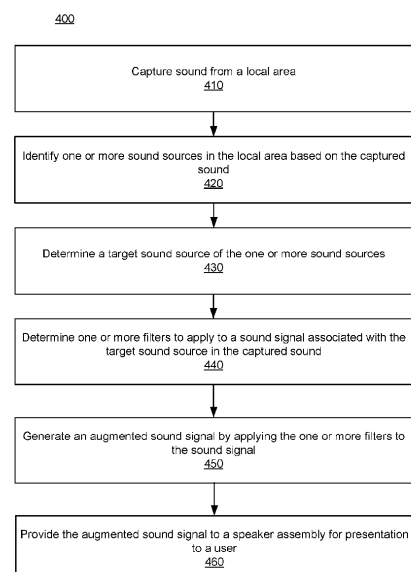 400
Capture sound from a local area
410
Identify one or more sound sources in the local area based on the captured
sound
420
Determine a target sound source of the one or more sound sources
430
Determine one or more filters to apply to a sound signal associated with the
target sound source in the captured sound
440
Generate an augmented sound signal by applying the one or more filters to
the sound signal
450
Provide the augmented sound signal to a speaker assembly for presentation
to a user
460